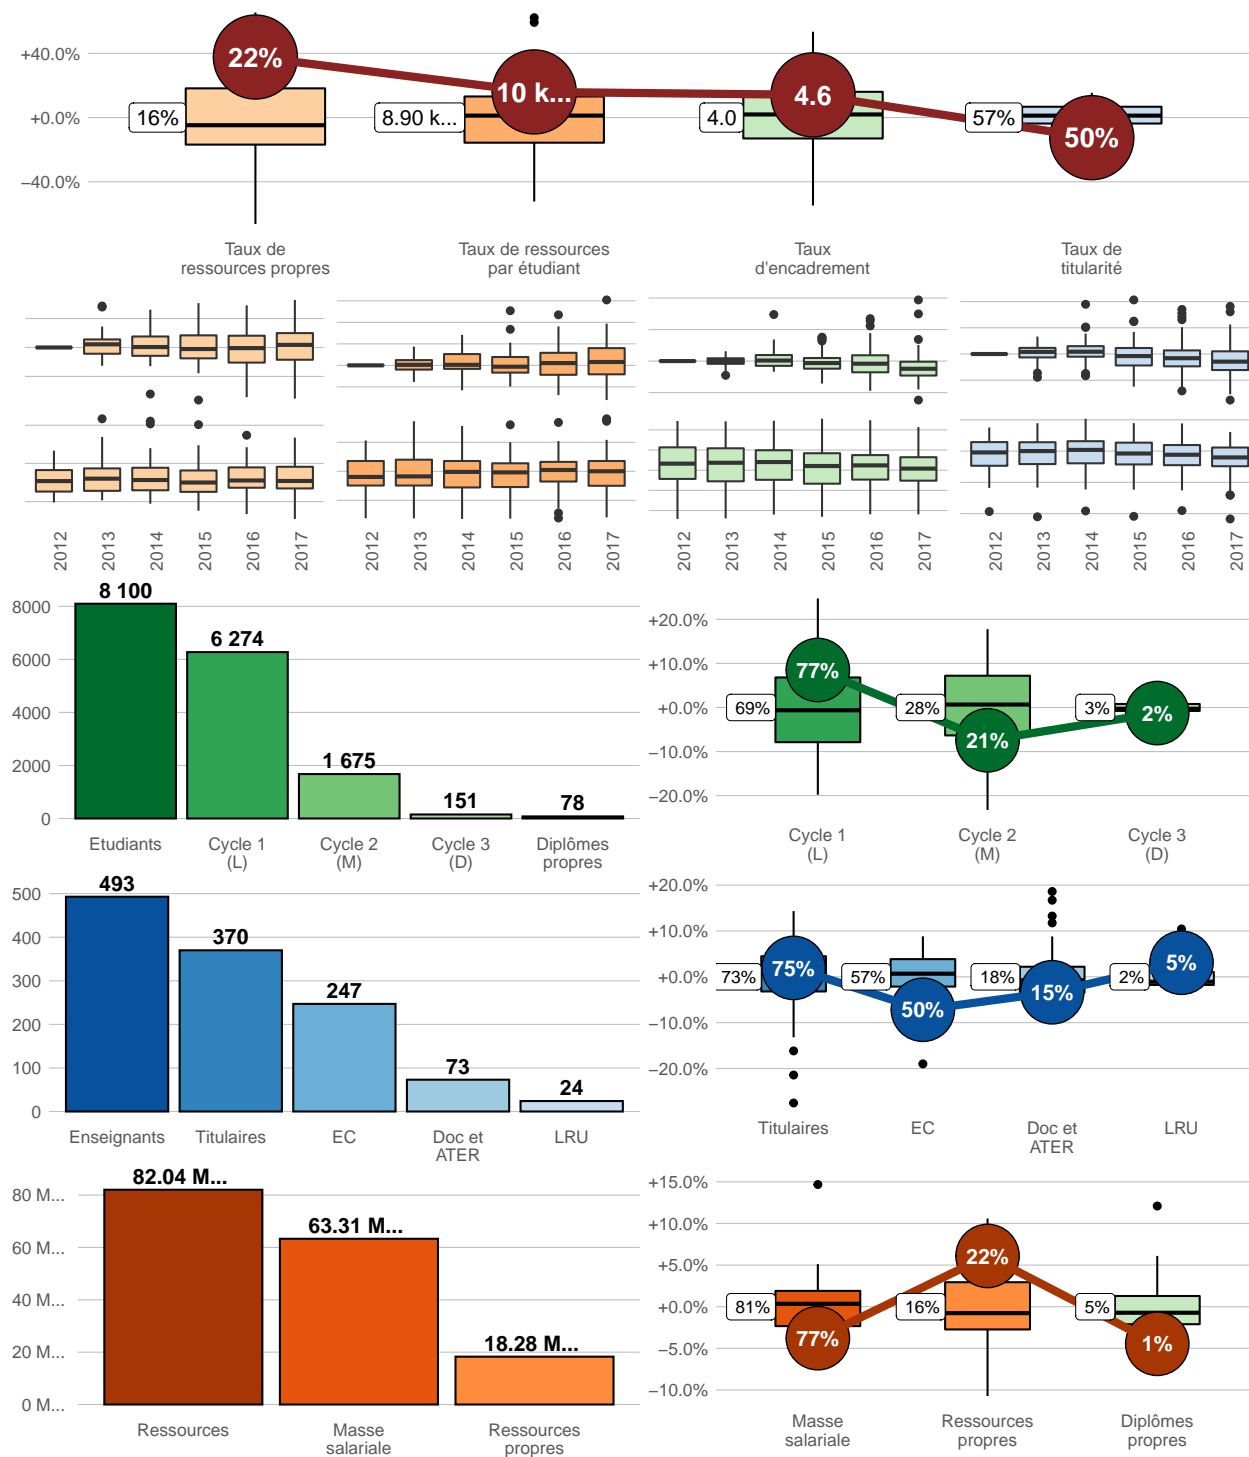 +40.0%
+0.0%
−40.0%
16%
22%
8.90 k...
10 k...
4.0
4.6
57%
50%
Taux de
ressources propres
Taux de ressources
par étudiant
Taux
d'encadrement
Taux de
titularité
2012
2013
2014
2015
2016
2017
2012
2013
2014
2015
2016
2017
2012
2013
2014
2015
2016
2017
2012
2013
2014
2015
2016
2017
8000
6000
4000
2000
0
8 100
6 274
1 675
151
78
Etudiants
Cycle 1
(L)
Cycle 2
(M)
Cycle 3
(D)
Diplômes
propres
+20.0%
+10.0%
+0.0%
−10.0%
−20.0%
69%
77%
28%
21%
3%
2%
Cycle 1
(L)
Cycle 2
(M)
Cycle 3
(D)
500
400
300
200
100
0
493
370
247
73
24
Enseignants
Titulaires
EC
Doc et
ATER
LRU
+20.0%
+10.0%
+0.0%
−10.0%
−20.0%
73%
75%
57%
50%
18%
15%
2%
5%
Titulaires
EC
Doc et
ATER
LRU
80 M...
60 M...
40 M...
20 M...
0 M...
82.04 M...
63.31 M...
18.28 M...
Ressources
Masse
salariale
Ressources
propres
+15.0%
+10.0%
+5.0%
+0.0%
−5.0%
−10.0%
81%
77%
16%
22%
5%
1%
Masse
salariale
Ressources
propres
Diplômes
propres